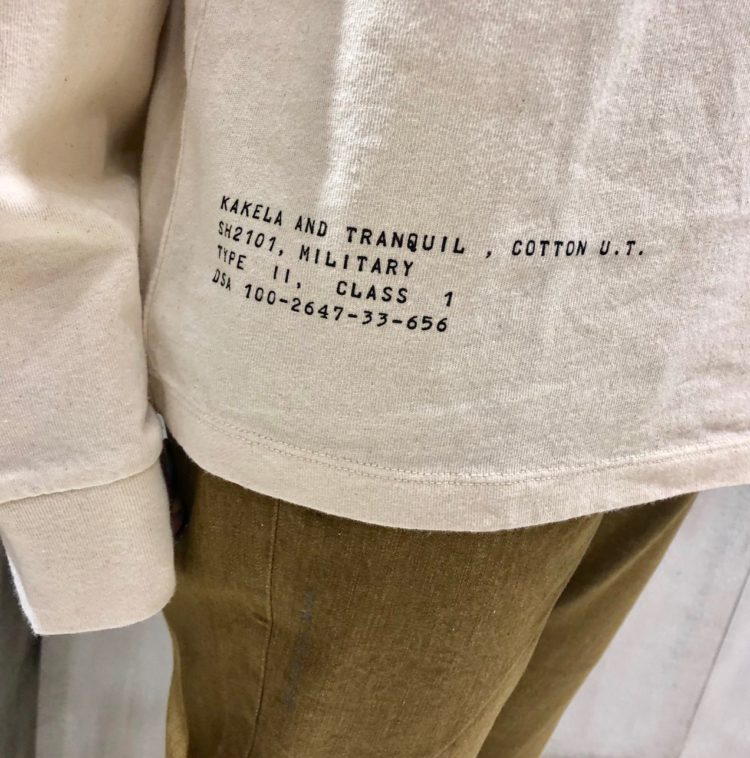 KAKELA AND TRANQUIL , COTTON U.T.
SH2101, MILITARY
TYPE II, CLASS 1
DSA 100-2647-33-656